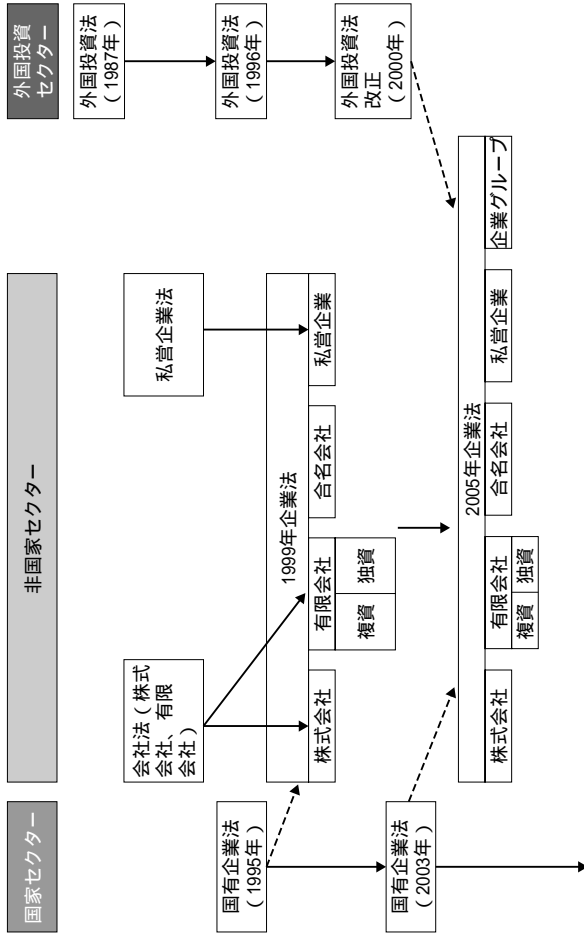 国家セクター
非国家セクター
外国投資
セクター
外国投資法
（1987年）
会社法（株式
会社、有限
会社）
私営企業法
国有企業法
（1995年）
外国投資法
（1996年）
1999年企業法
株式会社
有限会社
複資
独資
合名会社
私営企業
外国投資法
改正
（2000年）
国有企業法
（2003年）
2005年企業法
株式会社
有限会社
複資
独資
合名会社
私営企業
企業グループ